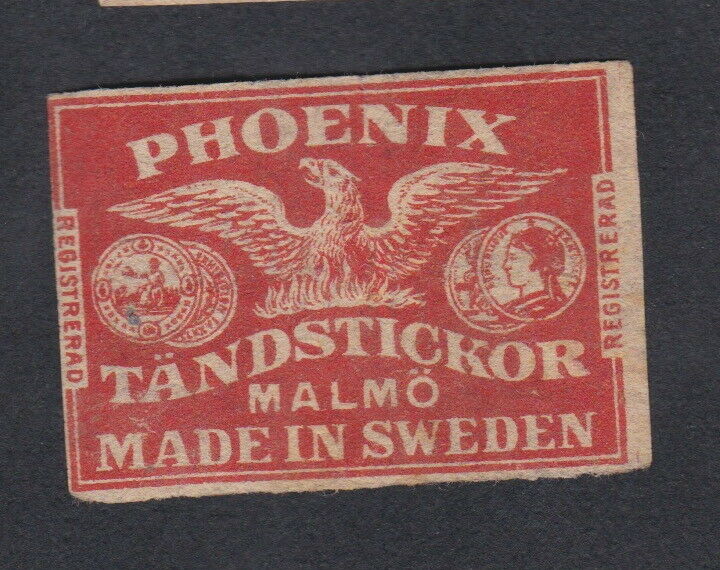 PHOENIX
REGISTRERAD
REGISTRERAD
TÄNDSTICKOR
MALMÖ
MADE IN SWEDEN